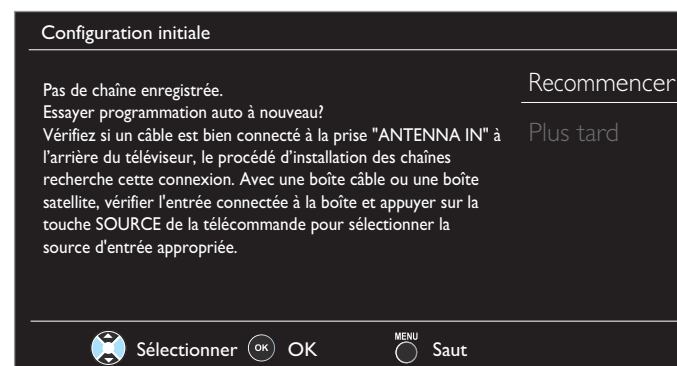 Configuration initiale
Pas de chaîne enregistrée.
Essayer programmation auto à nouveau?
Vérifiez si un câble est bien connecté à la prise "ANTENNA IN" à
l’arrière du téléviseur, le procédé d’installation des chaînes
recherche cette connexion. Avec une boîte câble ou une boîte
satellite, vérifier l'entrée connectée à la boîte et appuyer sur la
touche SOURCE de la télécommande pour sélectionner la
source d'entrée appropriée.
Recommencer
Plus tard
Sélectionner OK OK MENU Saut